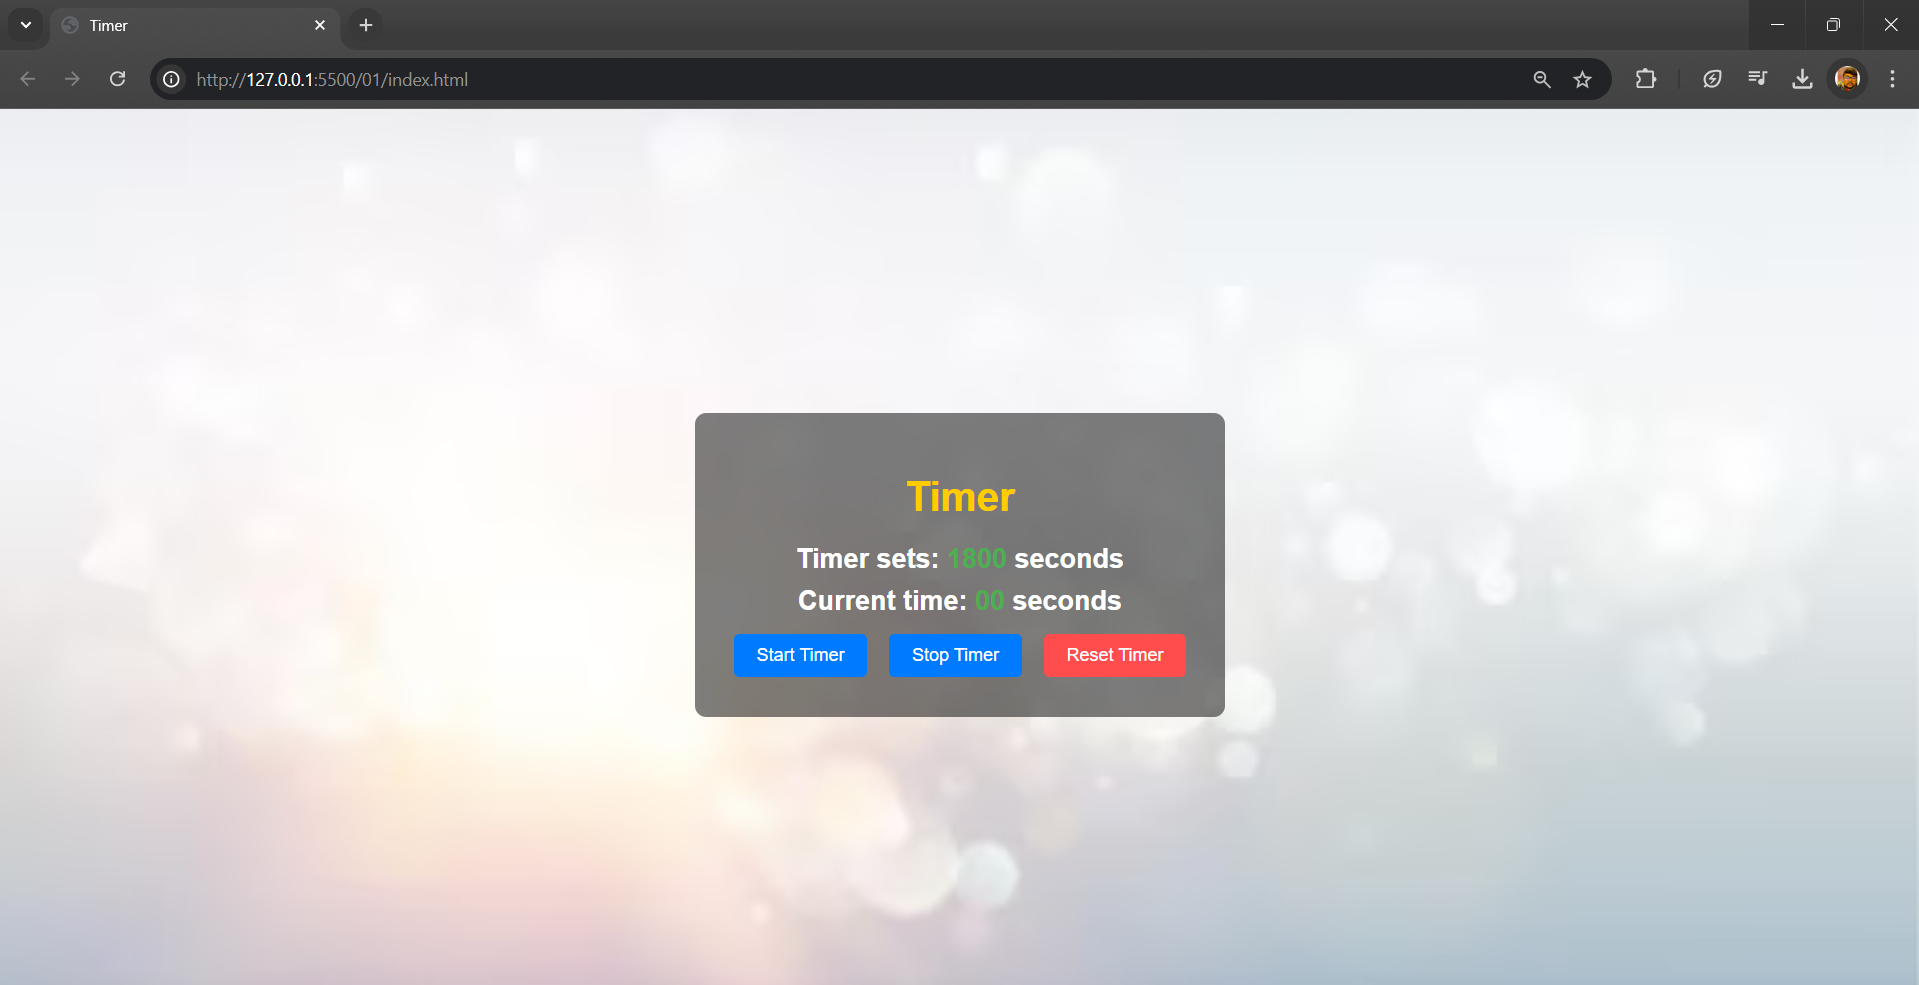 Timer
http://127.0.0.1:5500/01/index.html
Timer
Timer sets: 1800 seconds
Current time: 00 seconds
Start Timer Stop Timer Reset Timer